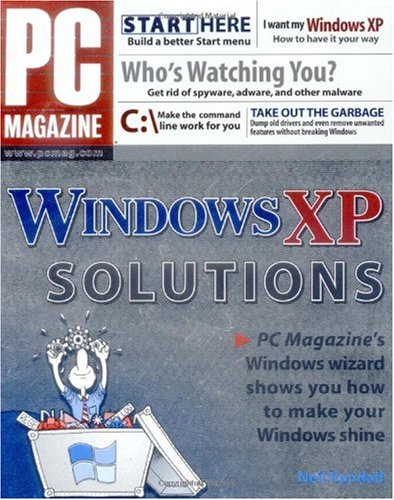 PC
MAGAZINE
www.pcmag.com
START HERE
Build a better Start menu
I want my Windows XP
How to have it your way
Who's Watching You?
Get rid of spyware, adware, and other malware
C:\
Make the command
line work for you
TAKE OUT THE GARBAGE
Dump old drivers and even remove unwanted
features without breaking Windows
WINDOWS XP
SOLUTIONS
PC Magazine's
Windows wizard
shows you how
to make your
Windows shine
Neil Randall
Copyrighted Material